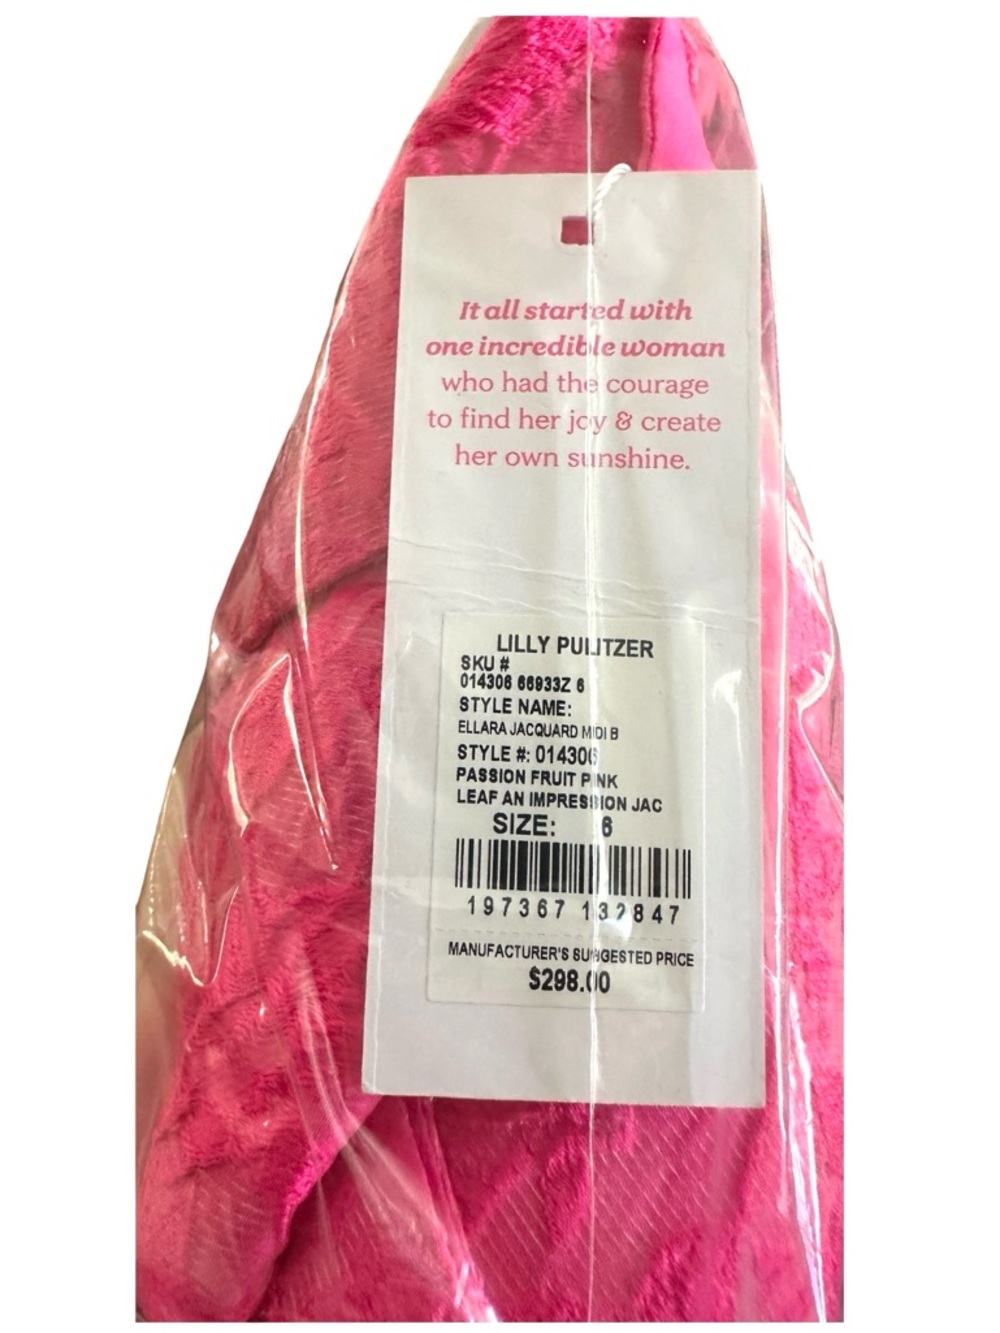 It all started with
one incredible woman
who had the courage
to find her joy & create
her own sunshine.
LILLY PULITZER
SKU #
014306 66933Z 6
STYLE NAME:
ELLARA JACQUARD MIDI B
STYLE #: 014306
PASSION FRUIT PINK
LEAF AN IMPRESSION JAC
SIZE: 6
197367 132847
MANUFACTURER'S SUGGESTED PRICE
$298.00